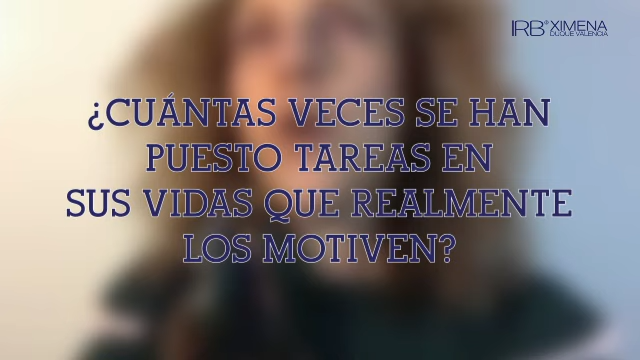 IRB® XIMENA
DUQUE VALENCIA
¿CUÁNTAS VECES SE HAN
PUESTO TAREAS EN
SUS VIDAS QUE REALMENTE
LOS MOTIVEN?